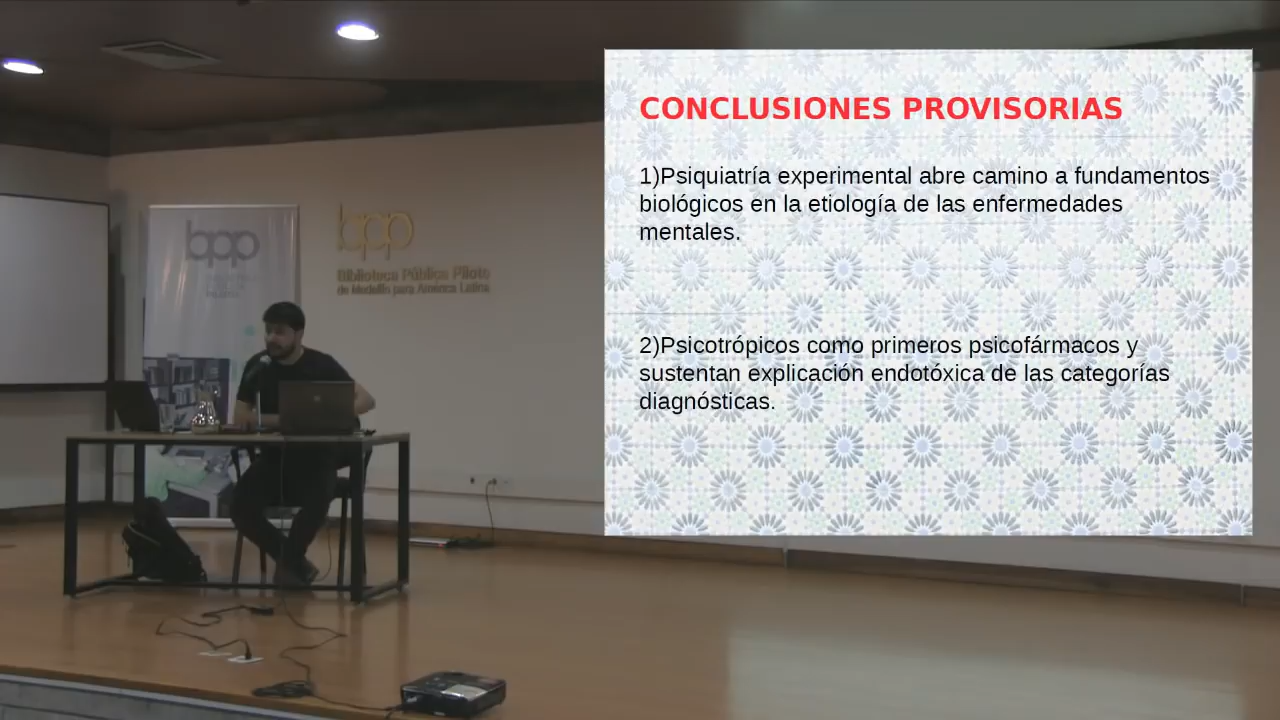 bpp
bpp
Biblioteca Pública Piloto
de Medellín para América Latina
CONCLUSIONES PROVISORIAS
1)Psiquiatría experimental abre camino a fundamentos
biológicos en la etiología de las enfermedades
mentales.
2)Psicotrópicos como primeros psicofármacos y
sustentan explicación endotóxica de las categorías
diagnósticas.